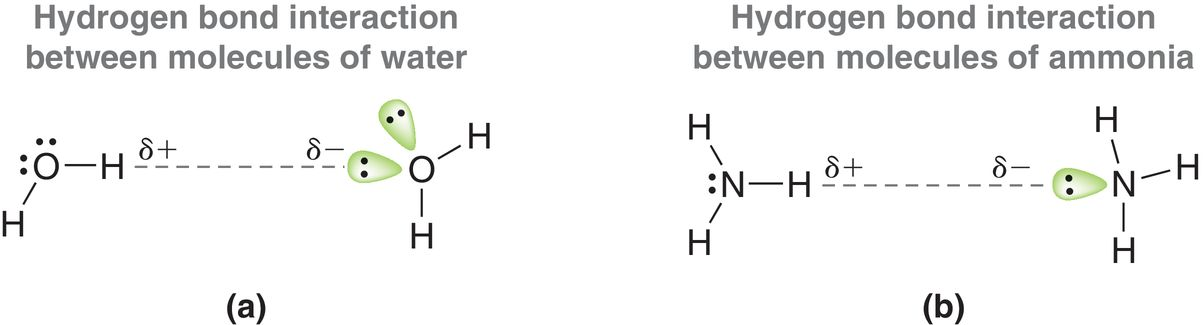 Hydrogen bond interaction
between molecules of water
H
:Ö—H δ+ δ− : O
H
H
(a)
Hydrogen bond interaction
between molecules of ammonia
H H
:N—H δ+ δ− : N H
H H
(b)